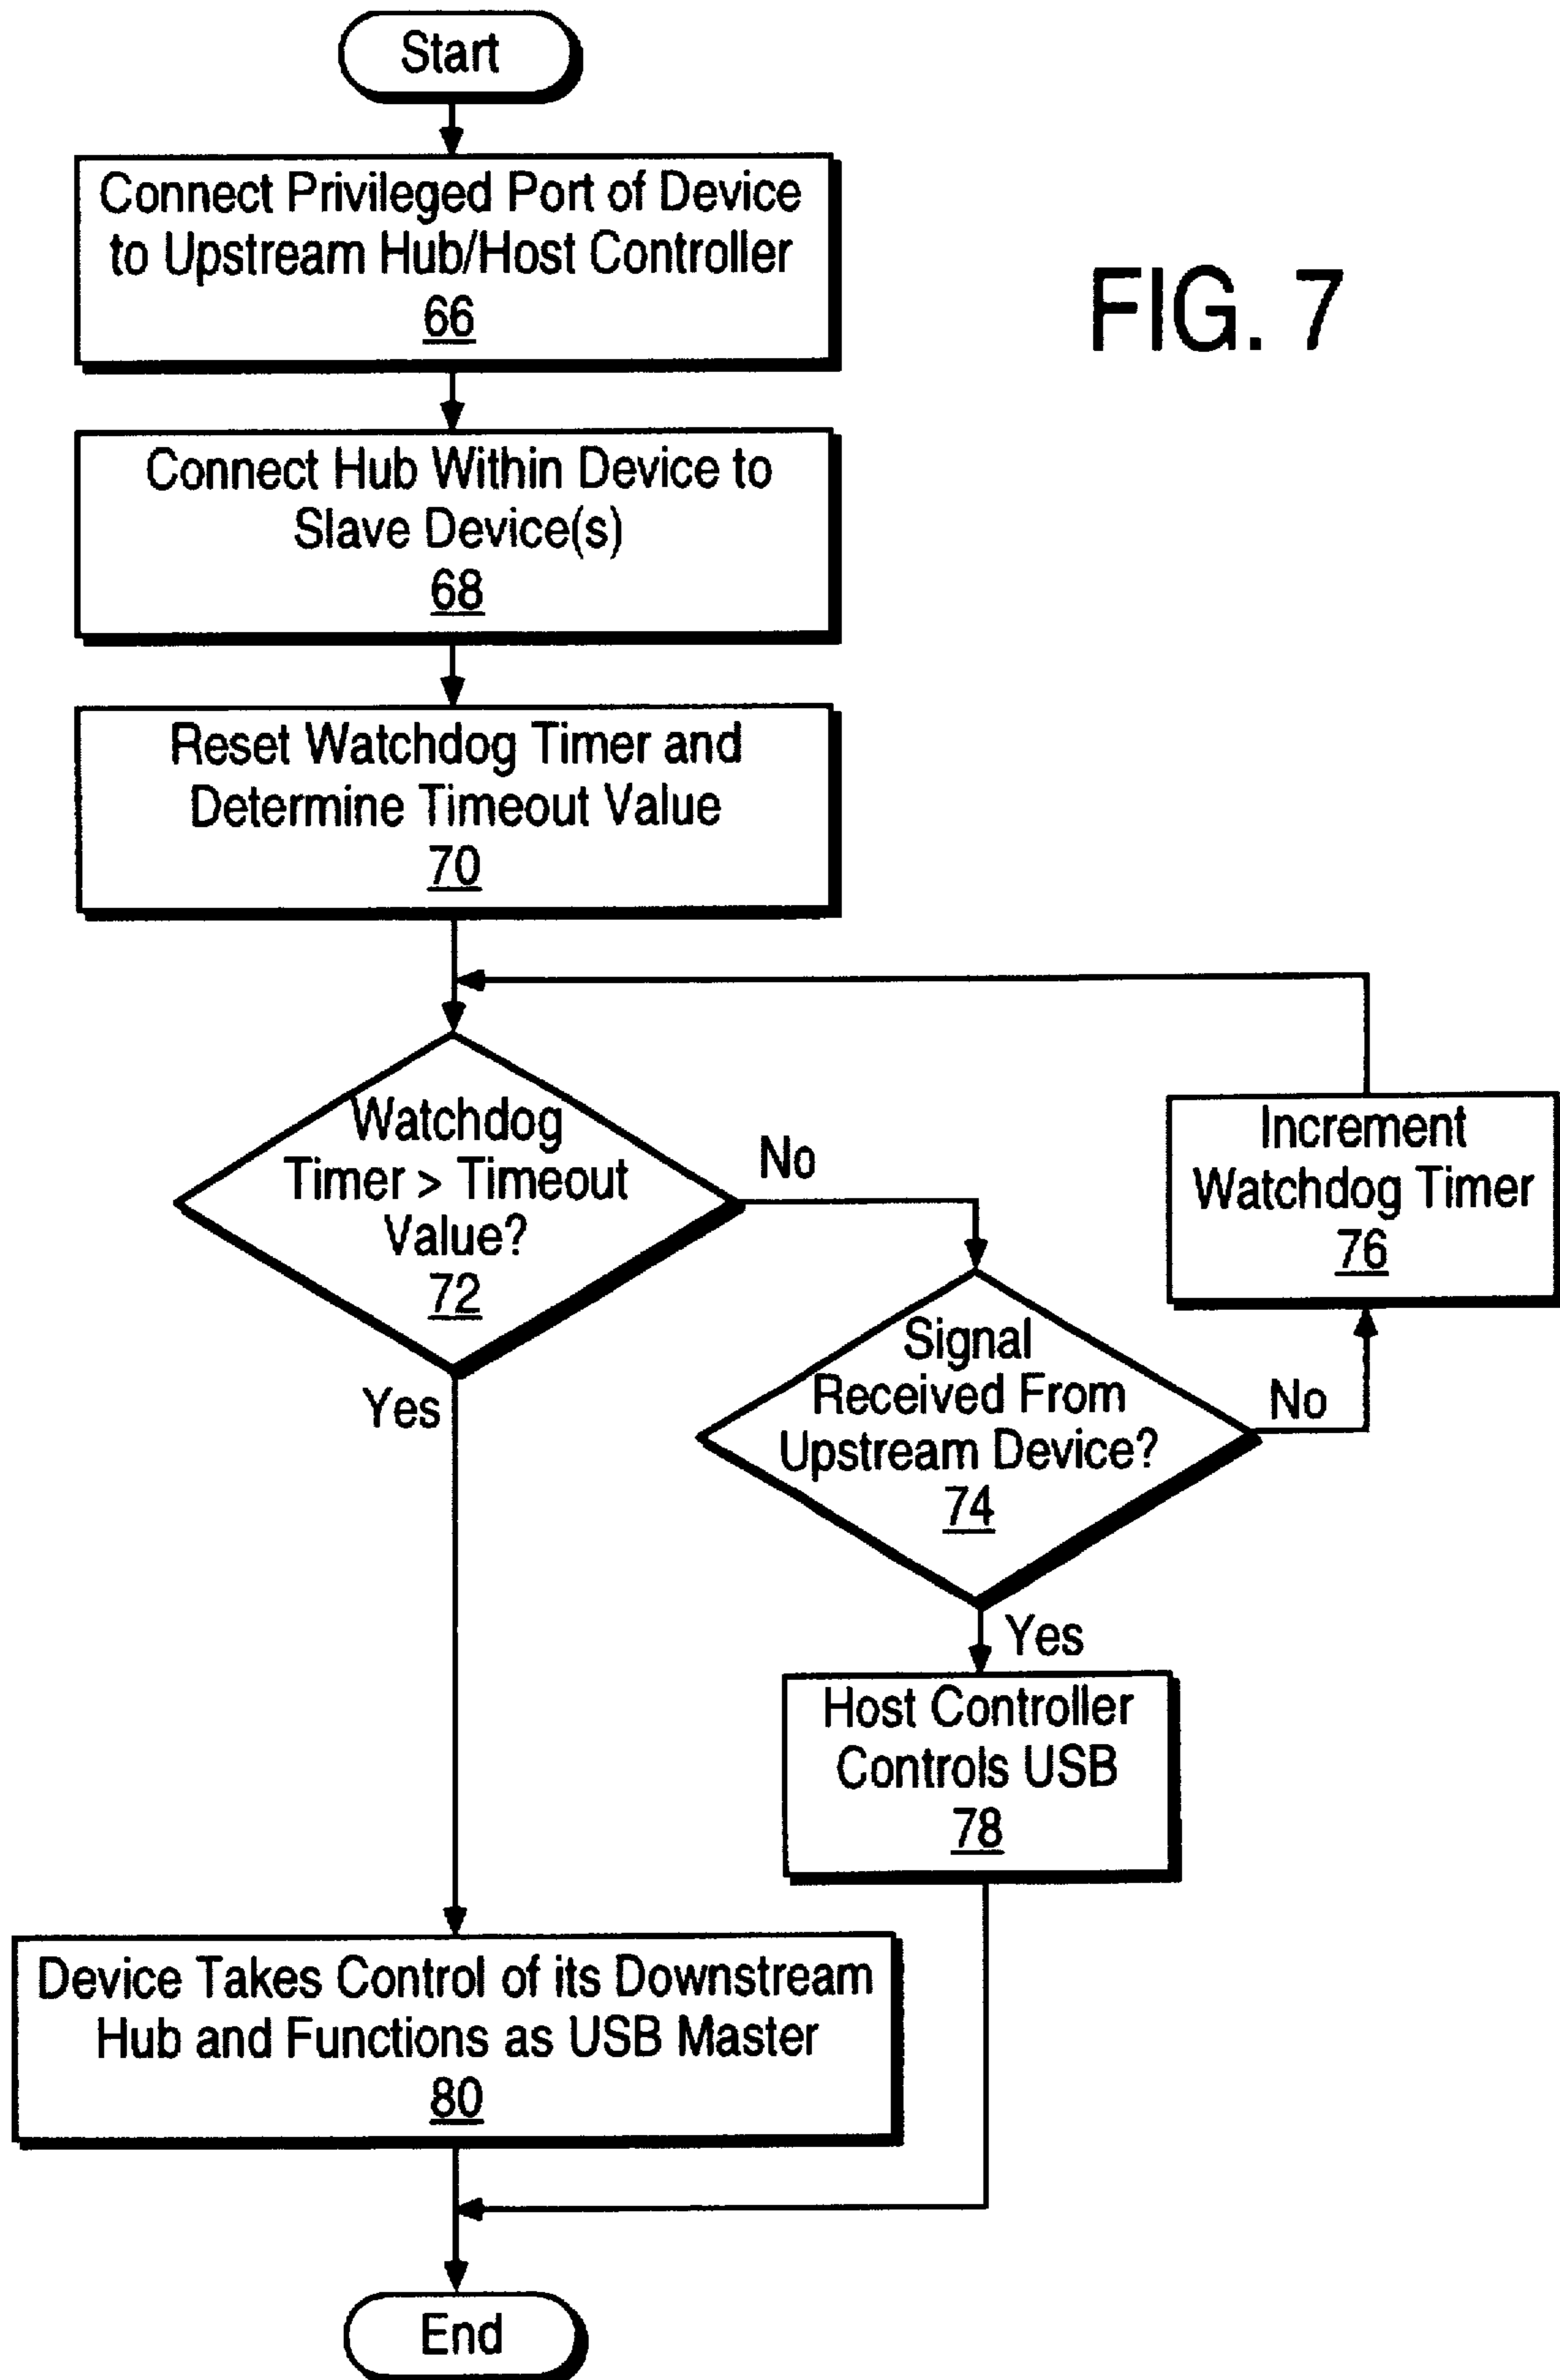 Start
Connect Privileged Port of Device
to Upstream Hub/Host Controller
66
FIG. 7
Connect Hub Within Device to
Slave Device(s)
68
Reset Watchdog Timer and
Determine Timeout Value
70
Watchdog
Timer > Timeout
Value?
72
No
Yes
Increment
Watchdog Timer
76
Signal
Received From
Upstream Device?
74
No
Yes
Host Controller
Controls USB
78
Device Takes Control of its Downstream
Hub and Functions as USB Master
80
End